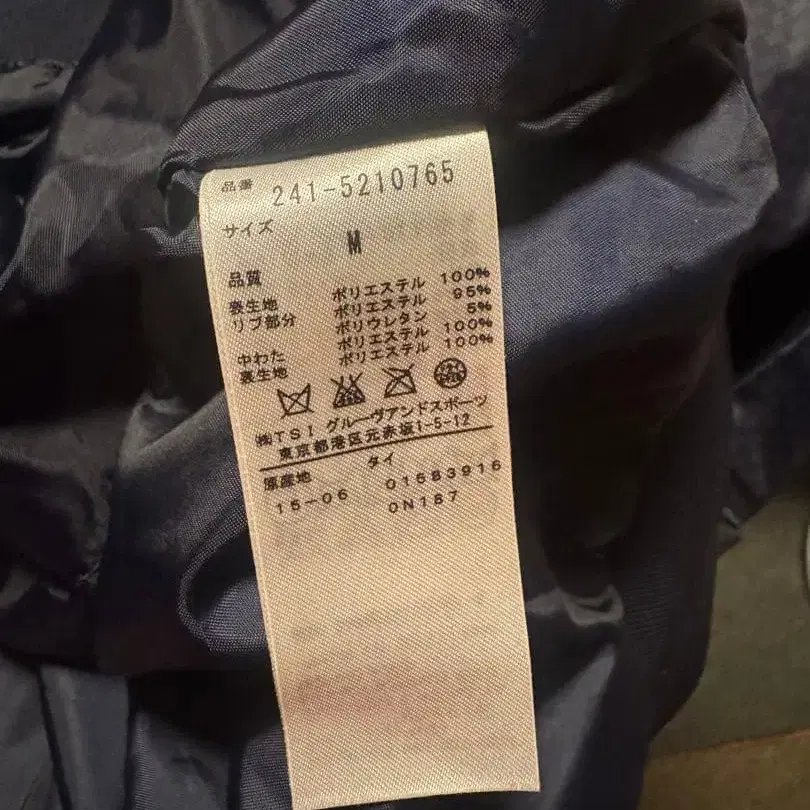 品番 241-5210765
サイズ M
品質
表生地 ポリエステル 100%
リブ部分 ポリエステル 95%
ポリウレタン 5%
中わた ポリエステル 100%
裏生地 ポリエステル 100%
㈱TSI グルーヴアンドスポーツ
東京都港区元赤坂1-5-12
原産地 タイ
15-06 01583916
0N187